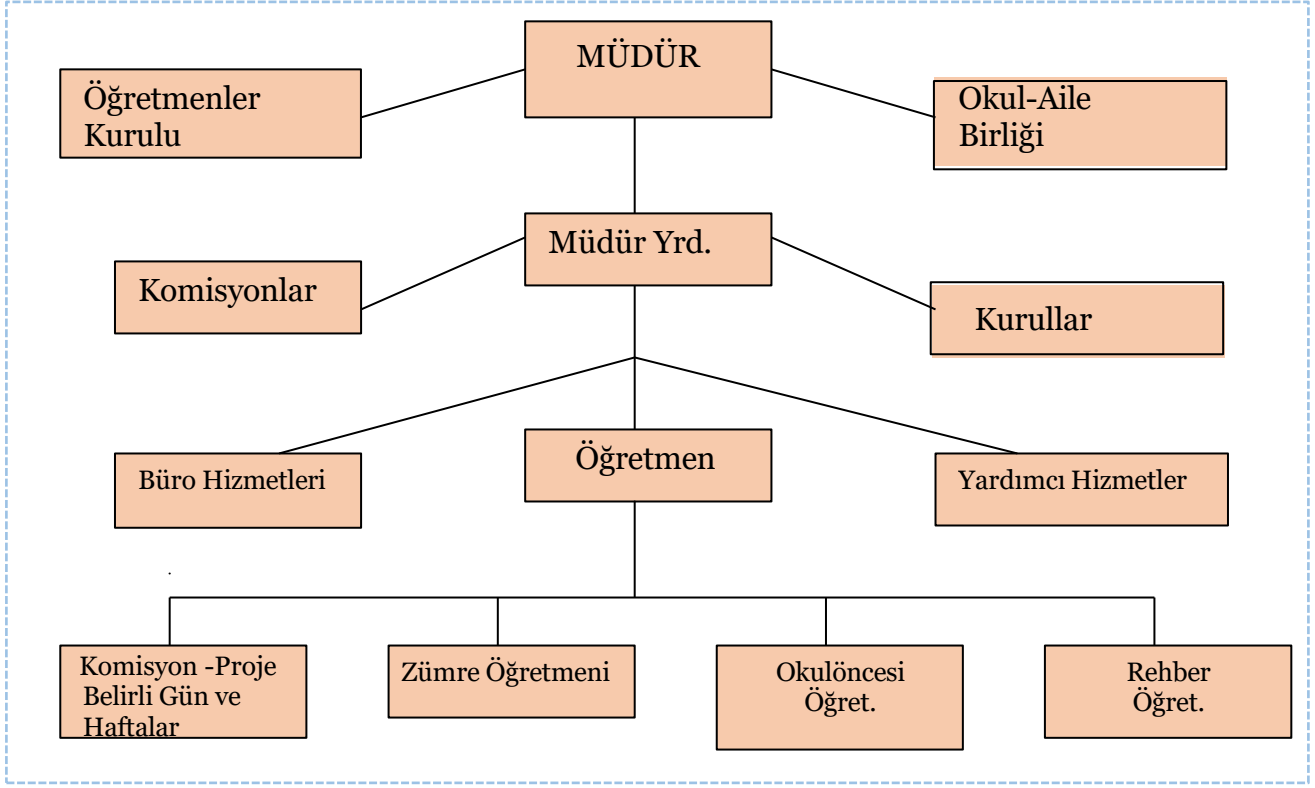 MÜDÜR
Öğretmenler
Kurulu
Okul-Aile
Birliği
Müdür Yrd.
Komisyonlar
Kurullar
Büro Hizmetleri
Öğretmen
Yardımcı Hizmetler
.
Komisyon -Proje
Belirli Gün ve
Haftalar
Zümre Öğretmeni
Okulöncesi
Öğret.
Rehber
Öğret.